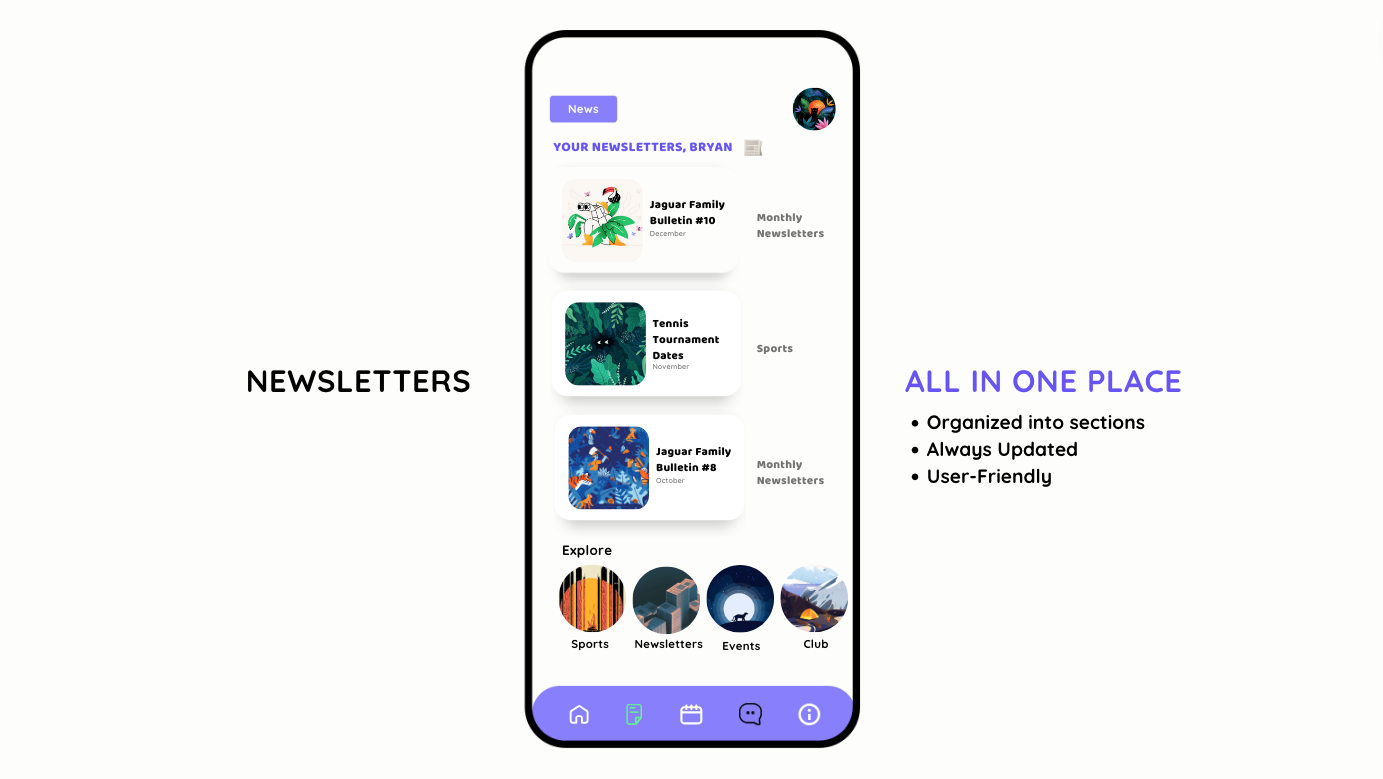 NEWSLETTERS
News
YOUR NEWSLETTERS, BRYAN
Jaguar Family
Bulletin #10
December
Monthly
Newsletters
Tennis
Tournament
Dates
November
Sports
Jaguar Family
Bulletin #8
October
Monthly
Newsletters
Explore
Sports
Newsletters
Events
Club
ALL IN ONE PLACE
• Organized into sections
• Always Updated
• User-Friendly